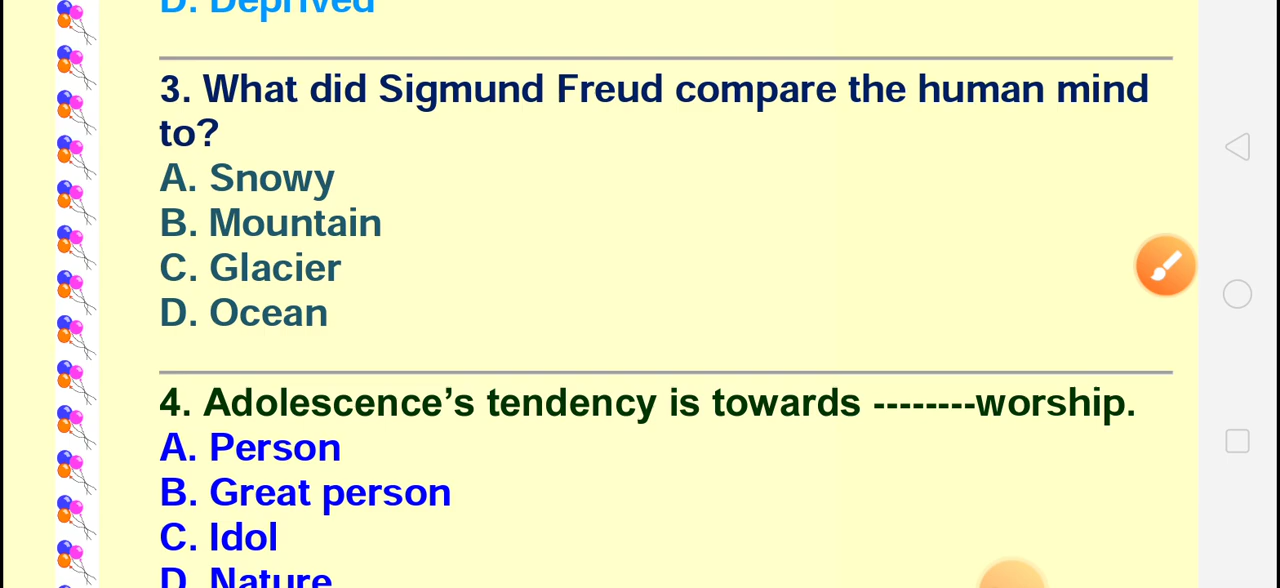 D. Deprived
3. What did Sigmund Freud compare the human mind
to?
A. Snowy
B. Mountain
C. Glacier
D. Ocean
4. Adolescence’s tendency is towards --------worship.
A. Person
B. Great person
C. Idol
D. Nature